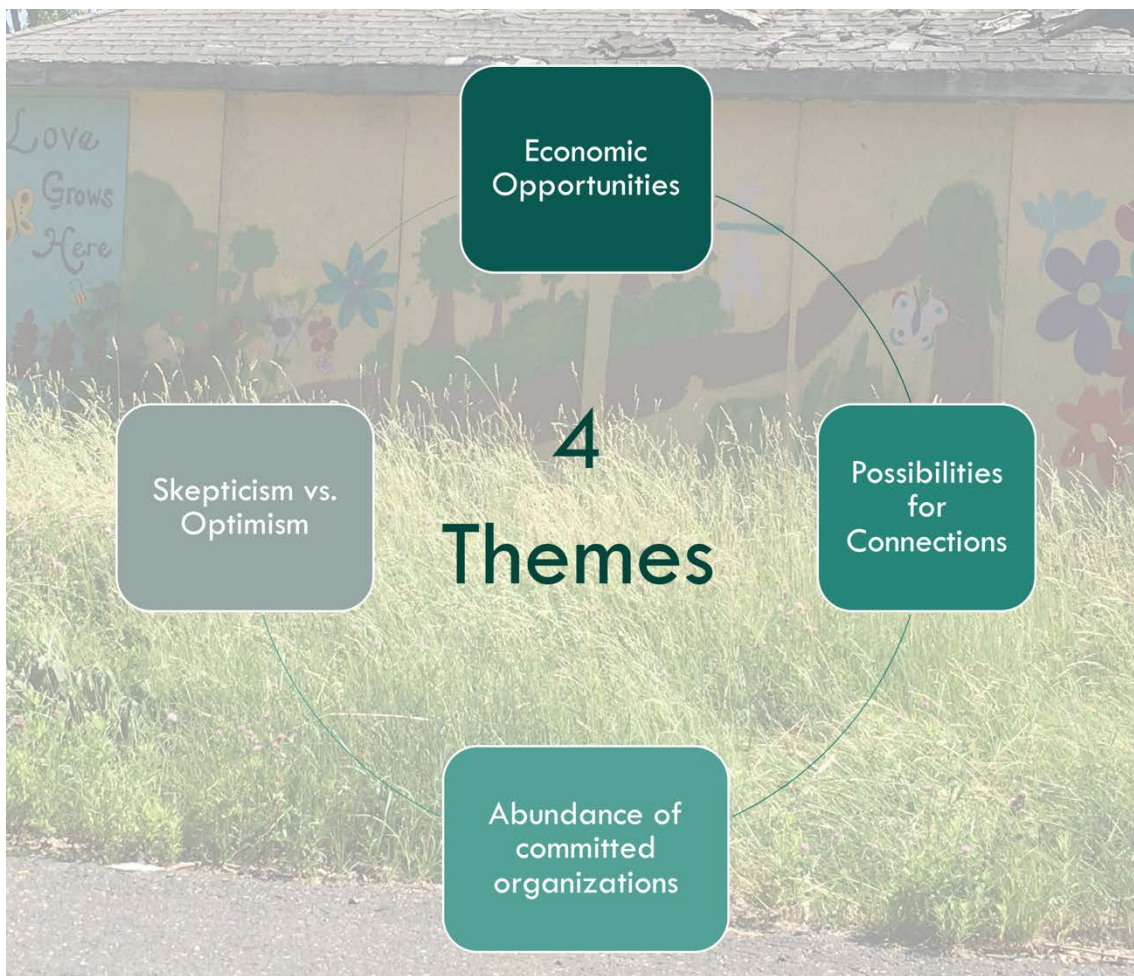 Love
Grows
Here
Economic
Opportunities
4
Themes
Skepticism vs.
Optimism
Possibilities
for
Connections
Abundance of
committed
organizations